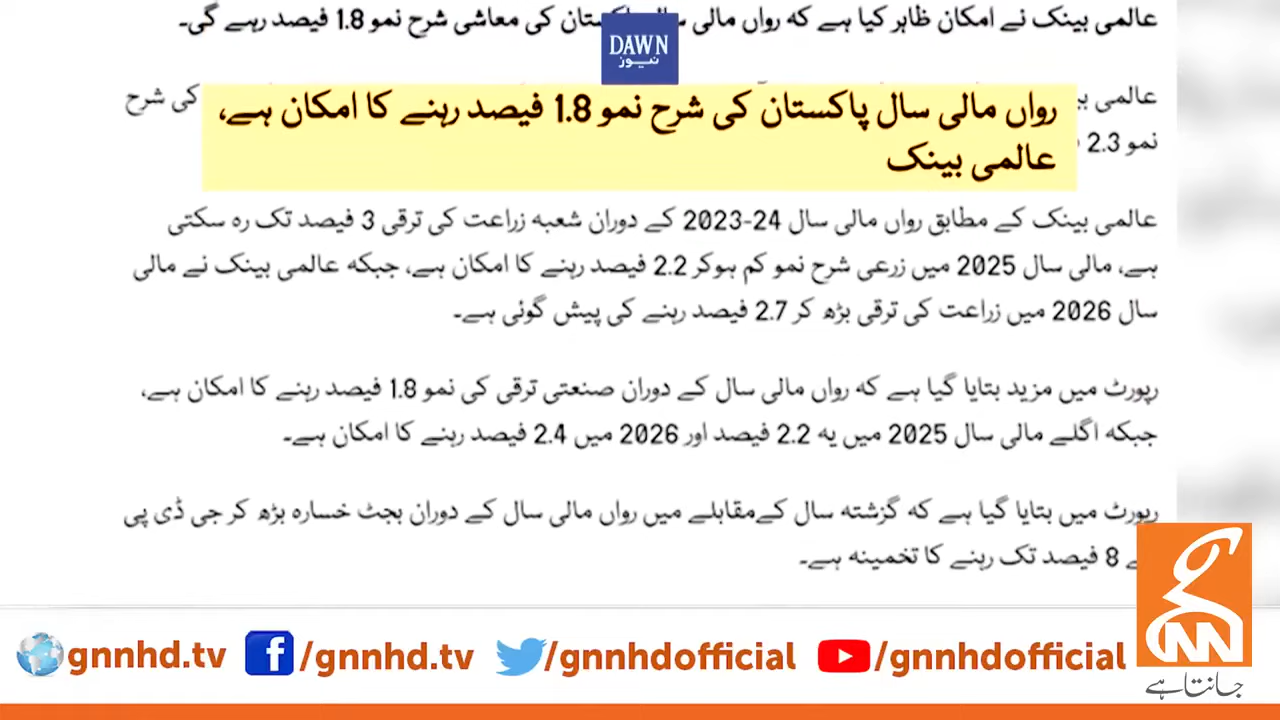 عالمی بینک نے امکان ظاہر کیا ہے کہ رواں مالی پاکستان کی معاشی شرح نمو 1.8 فیصد رہے گی۔
DAWN
نیوز
عالمی کی شرح
نمو 2.3
رواں مالی سال پاکستان کی شرح نمو 1.8 فیصد رہنے کا امکان ہے،
عالمی بینک
عالمی بینک کے مطابق رواں مالی سال 24-2023 کے دوران شعبہ زراعت کی ترقی 3 فیصد تک رہ سکتی
ہے، مالی سال 2025 میں زرعی شرح نمو کم ہوکر 2.2 فیصد رہنے کا امکان ہے، جبکہ عالمی بینک نے مالی
سال 2026 میں زراعت کی ترقی بڑھ کر 2.7 فیصد رہنے کی پیش گوئی ہے۔
رپورٹ میں مزید بتایا گیا ہے کہ رواں مالی سال کے دوران صنعتی ترقی کی نمو 1.8 فیصد رہنے کا امکان ہے،
جبکہ اگلے مالی سال 2025 میں یہ 2.2 فیصد اور 2026 میں 2.4 فیصد رہنے کا امکان ہے۔
رپورٹ میں بتایا گیا ہے کہ گزشتہ سال کےمقابلے میں رواں مالی سال کے دوران بجٹ خسارہ بڑھ کر جی ڈی پی
8 فیصد تک رہنے کا تخمینہ ہے۔
gnnhd.tv /gnnhd.tv /gnnhdofficial /gnnhdofficial
GNN
جانتا ہے